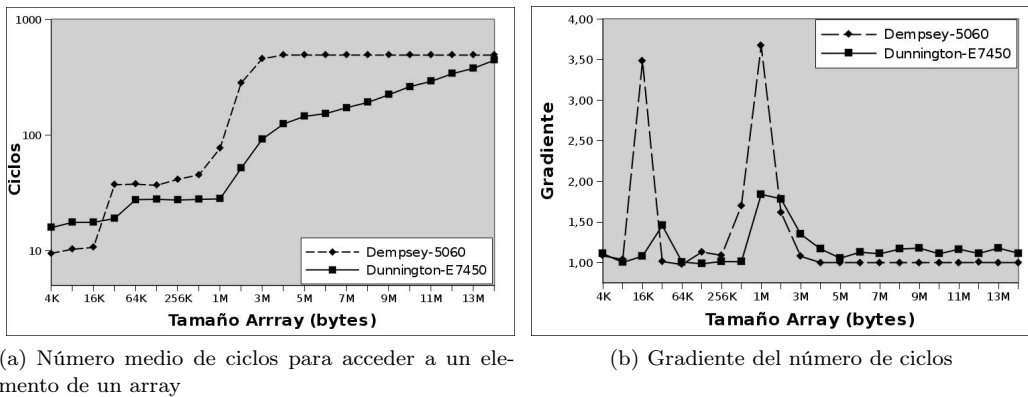 1000
100
10
Ciclos
Dempsey-5060
Dunnington-E7450
4K 16K 64K 256K 1M 3M 5M 7M 9M 11M 13M
Tamaño Arrray (bytes)
(a) Número medio de ciclos para acceder a un ele-
mento de un array
4,00
3,50
3,00
2,50
2,00
1,50
1,00
Gradiente
Dempsey-5060
Dunnington-E7450
4K 16K 64K 256K 1M 3M 5M 7M 9M 11M 13M
Tamaño Array (bytes)
(b) Gradiente del número de ciclos